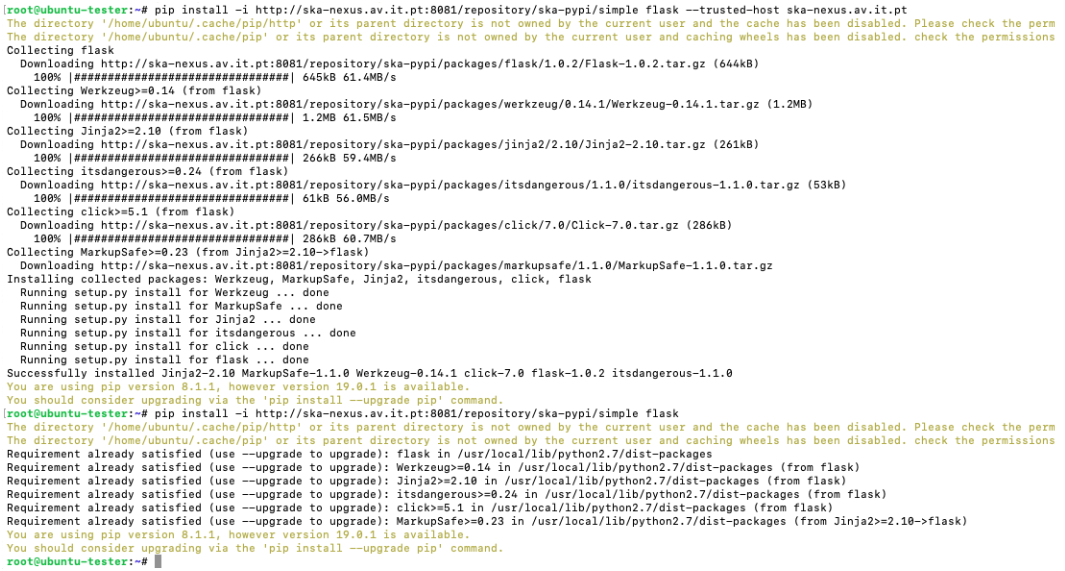 [root@ubuntu-tester:~# pip install -i http://ska-nexus.av.it.pt:8081/repository/ska-pypi/simple flask --trusted-host ska-nexus.av.it.pt
The directory '/home/ubuntu/.cache/pip/http' or its parent directory is not owned by the current user and the cache has been disabled. Please check the perm
The directory '/home/ubuntu/.cache/pip' or its parent directory is not owned by the current user and caching wheels has been disabled. check the permissions
Collecting flask
  Downloading http://ska-nexus.av.it.pt:8081/repository/ska-pypi/packages/flask/1.0.2/Flask-1.0.2.tar.gz (644kB)
    100% |################################| 645kB 61.4MB/s
Collecting Werkzeug>=0.14 (from flask)
  Downloading http://ska-nexus.av.it.pt:8081/repository/ska-pypi/packages/werkzeug/0.14.1/Werkzeug-0.14.1.tar.gz (1.2MB)
    100% |################################| 1.2MB 61.5MB/s
Collecting Jinja2>=2.10 (from flask)
  Downloading http://ska-nexus.av.it.pt:8081/repository/ska-pypi/packages/jinja2/2.10/Jinja2-2.10.tar.gz (261kB)
    100% |################################| 266kB 59.4MB/s
Collecting itsdangerous>=0.24 (from flask)
  Downloading http://ska-nexus.av.it.pt:8081/repository/ska-pypi/packages/itsdangerous/1.1.0/itsdangerous-1.1.0.tar.gz (53kB)
    100% |################################| 61kB 56.0MB/s
Collecting click>=5.1 (from flask)
  Downloading http://ska-nexus.av.it.pt:8081/repository/ska-pypi/packages/click/7.0/Click-7.0.tar.gz (286kB)
    100% |################################| 286kB 60.7MB/s
Collecting MarkupSafe>=0.23 (from Jinja2>=2.10->flask)
  Downloading http://ska-nexus.av.it.pt:8081/repository/ska-pypi/packages/markupsafe/1.1.0/MarkupSafe-1.1.0.tar.gz
Installing collected packages: Werkzeug, MarkupSafe, Jinja2, itsdangerous, click, flask
  Running setup.py install for Werkzeug ... done
  Running setup.py install for MarkupSafe ... done
  Running setup.py install for Jinja2 ... done
  Running setup.py install for itsdangerous ... done
  Running setup.py install for click ... done
  Running setup.py install for flask ... done
Successfully installed Jinja2-2.10 MarkupSafe-1.1.0 Werkzeug-0.14.1 click-7.0 flask-1.0.2 itsdangerous-1.1.0
You are using pip version 8.1.1, however version 19.0.1 is available.
You should consider upgrading via the 'pip install --upgrade pip' command.
[root@ubuntu-tester:~# pip install -i http://ska-nexus.av.it.pt:8081/repository/ska-pypi/simple flask
The directory '/home/ubuntu/.cache/pip/http' or its parent directory is not owned by the current user and the cache has been disabled. Please check the perm
The directory '/home/ubuntu/.cache/pip' or its parent directory is not owned by the current user and caching wheels has been disabled. check the permissions
Requirement already satisfied (use --upgrade to upgrade): flask in /usr/local/lib/python2.7/dist-packages
Requirement already satisfied (use --upgrade to upgrade): Werkzeug>=0.14 in /usr/local/lib/python2.7/dist-packages (from flask)
Requirement already satisfied (use --upgrade to upgrade): Jinja2>=2.10 in /usr/local/lib/python2.7/dist-packages (from flask)
Requirement already satisfied (use --upgrade to upgrade): itsdangerous>=0.24 in /usr/local/lib/python2.7/dist-packages (from flask)
Requirement already satisfied (use --upgrade to upgrade): click>=5.1 in /usr/local/lib/python2.7/dist-packages (from flask)
Requirement already satisfied (use --upgrade to upgrade): MarkupSafe>=0.23 in /usr/local/lib/python2.7/dist-packages (from Jinja2>=2.10->flask)
You are using pip version 8.1.1, however version 19.0.1 is available.
You should consider upgrading via the 'pip install --upgrade pip' command.
root@ubuntu-tester:~#